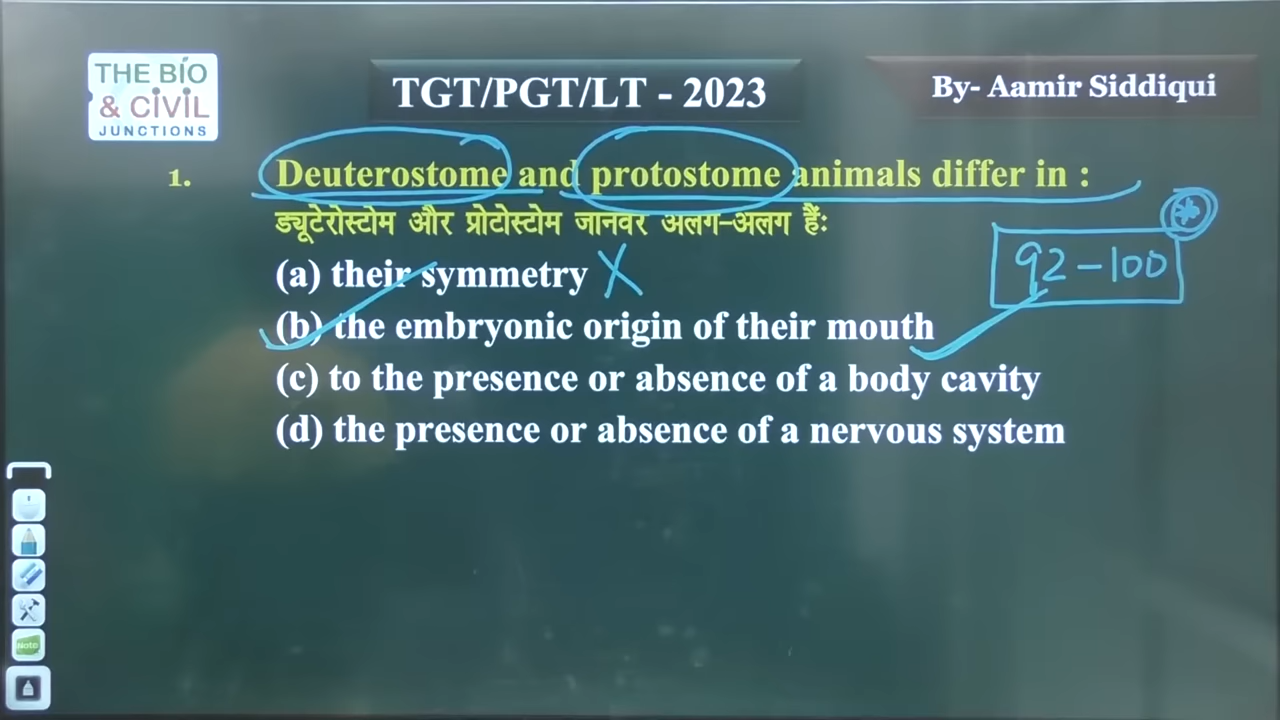 THE BIO
& CIVIL
JUNCTIONS
TGT/PGT/LT - 2023
By- Aamir Siddiqui
1. Deuterostome and protostome animals differ in :
ड्यूटेरोस्टोम और प्रोटोस्टोम जानवर अलग-अलग हैं:
(a) their symmetry X
92-100
(b) the embryonic origin of their mouth
(c) to the presence or absence of a body cavity
(d) the presence or absence of a nervous system
Note